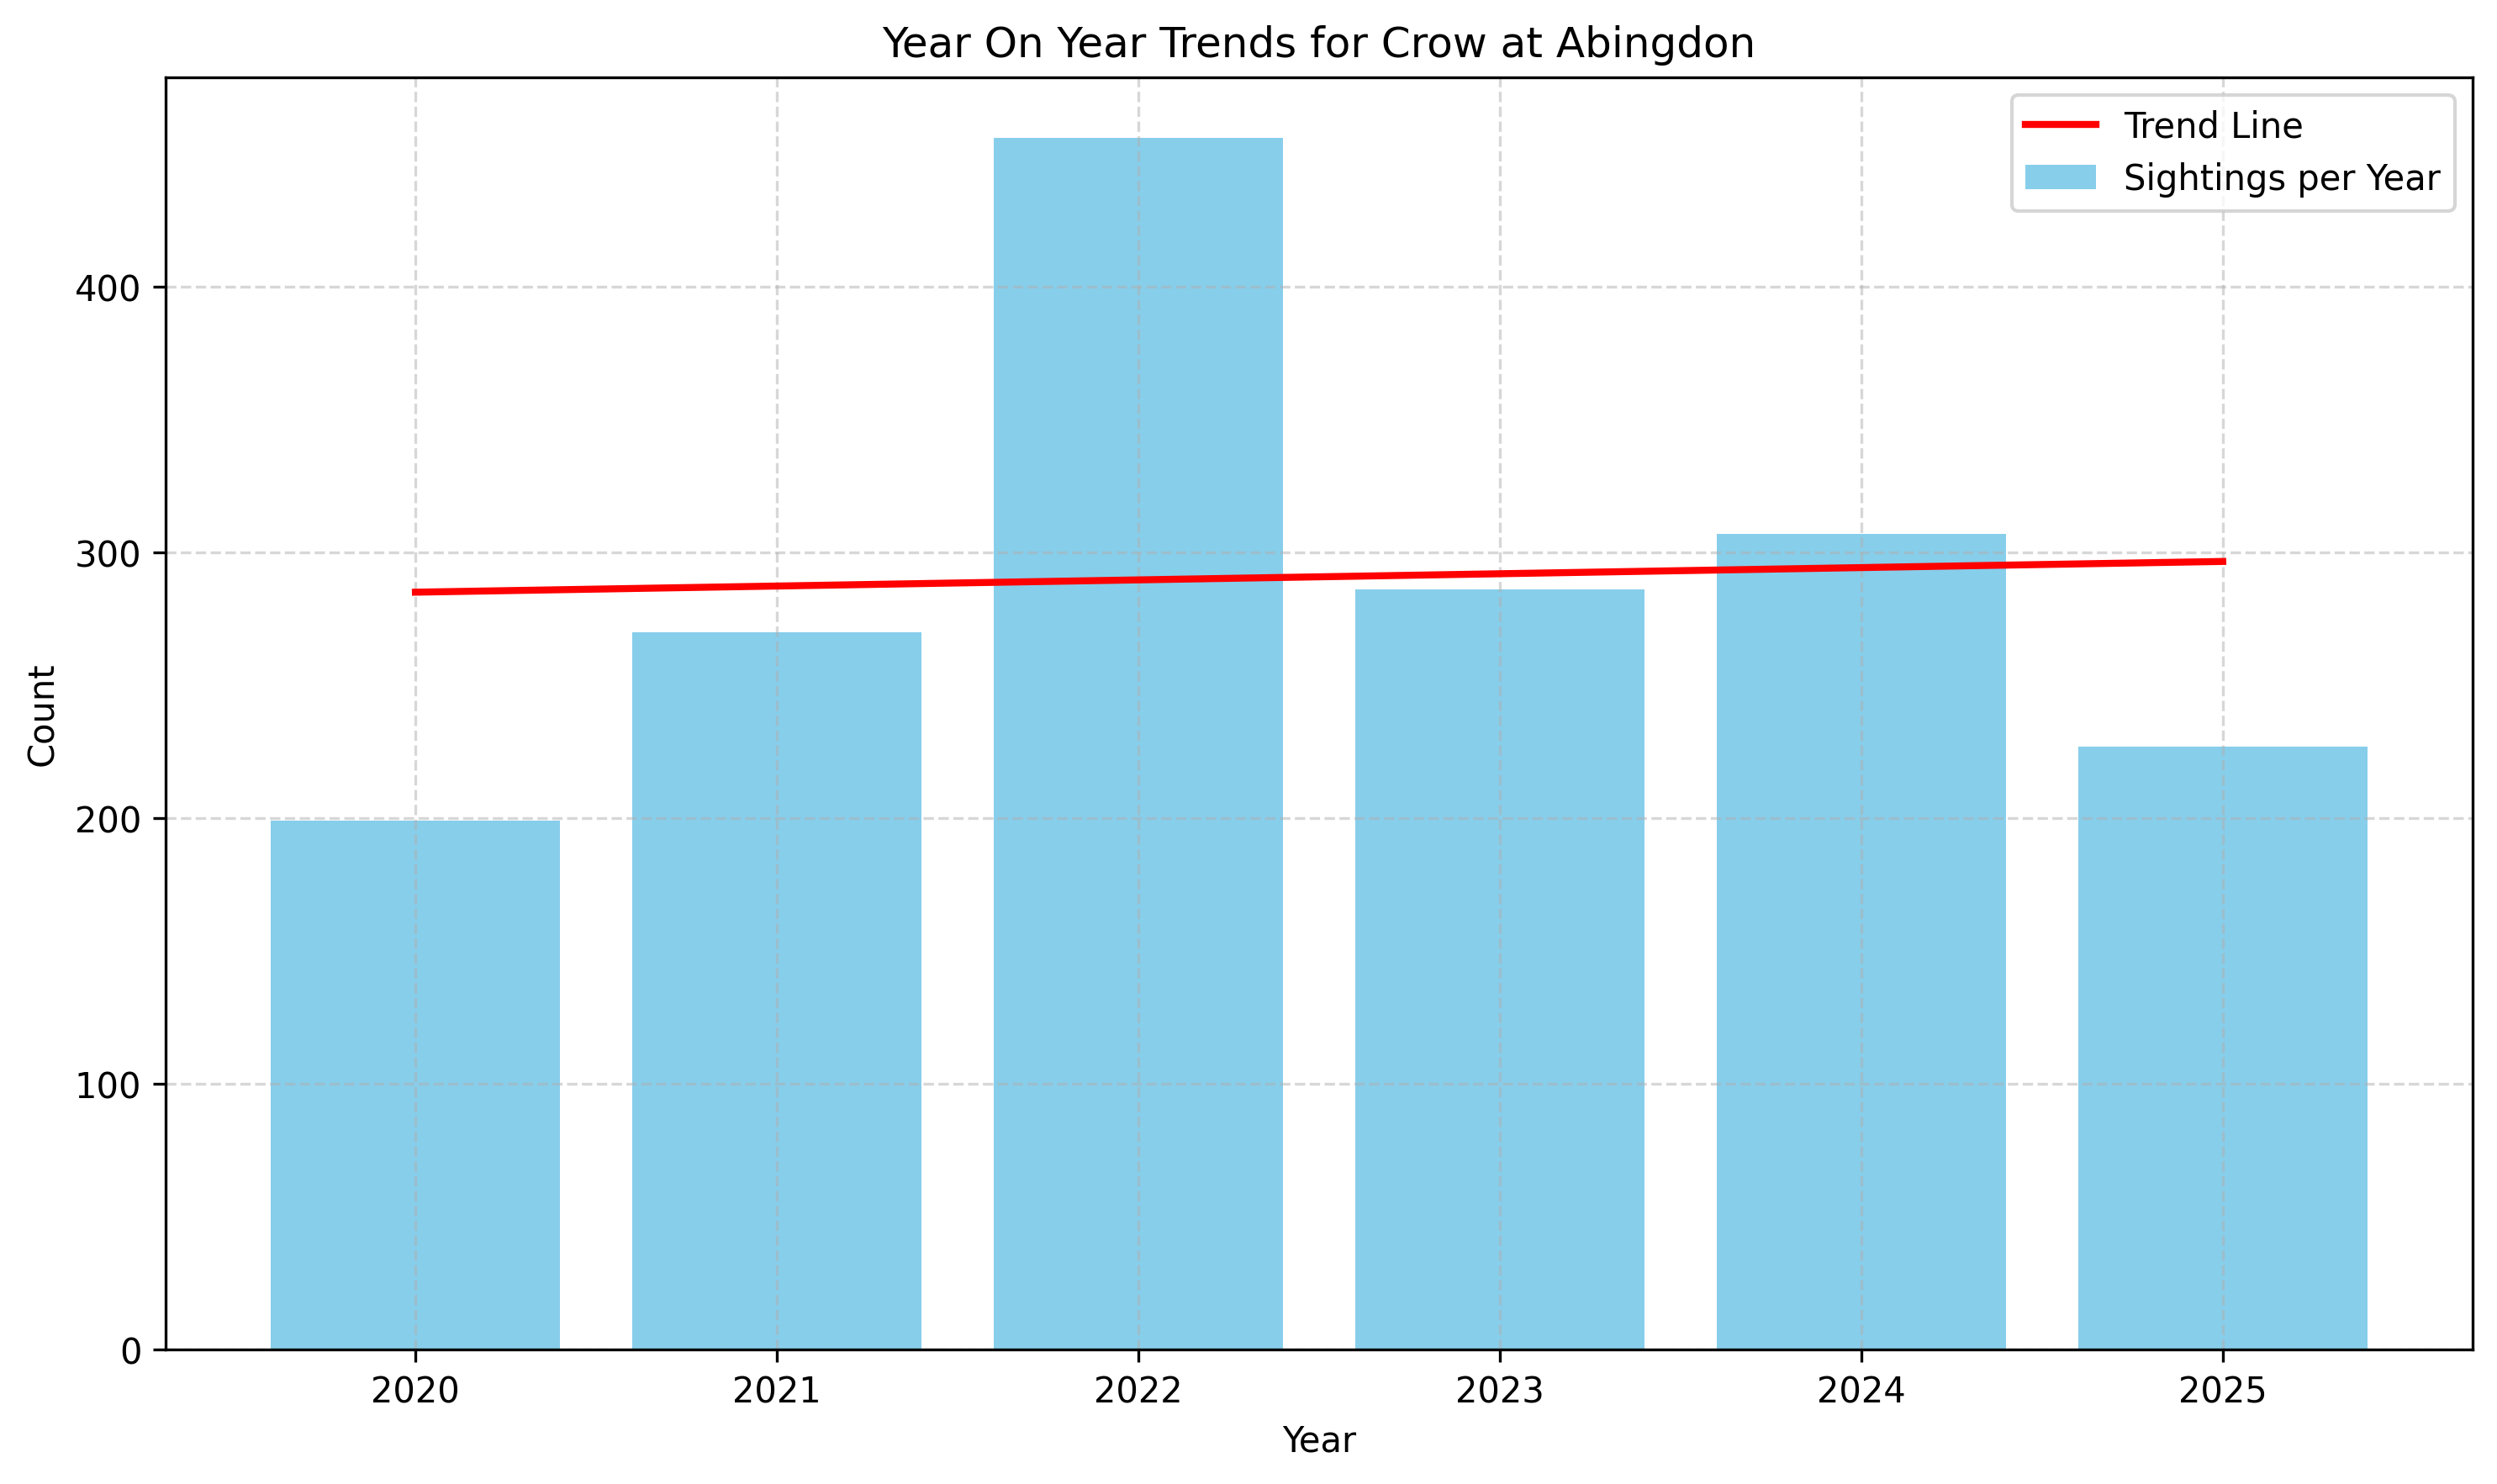 Year On Year Trends for Crow at Abingdon
Trend Line
Sightings per Year
Count
400
300
200
100
0
2020 2021 2022 2023 2024 2025
Year